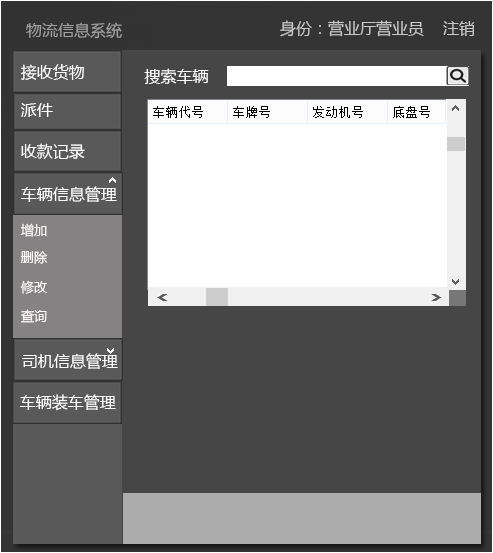 物流信息系统
身份：营业厅营业员 注销
接收货物
派件
收款记录
车辆信息管理
增加
删除
修改
查询
司机信息管理
车辆装车管理
搜索车辆
车辆代号 车牌号 发动机号 底盘号